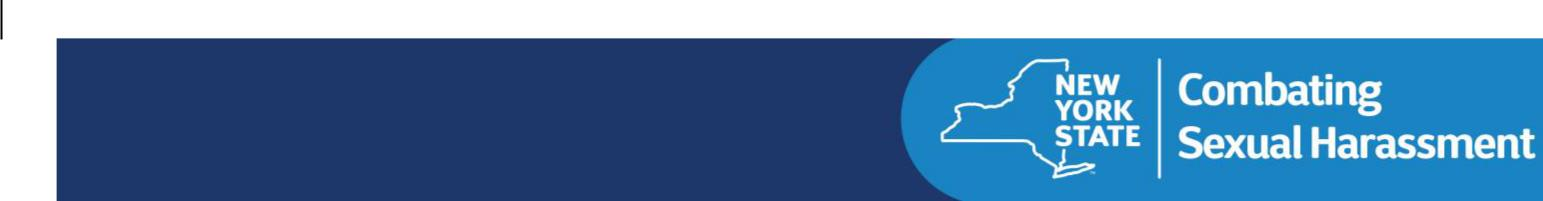 NEW
YORK
STATE
Combating
Sexual Harassment